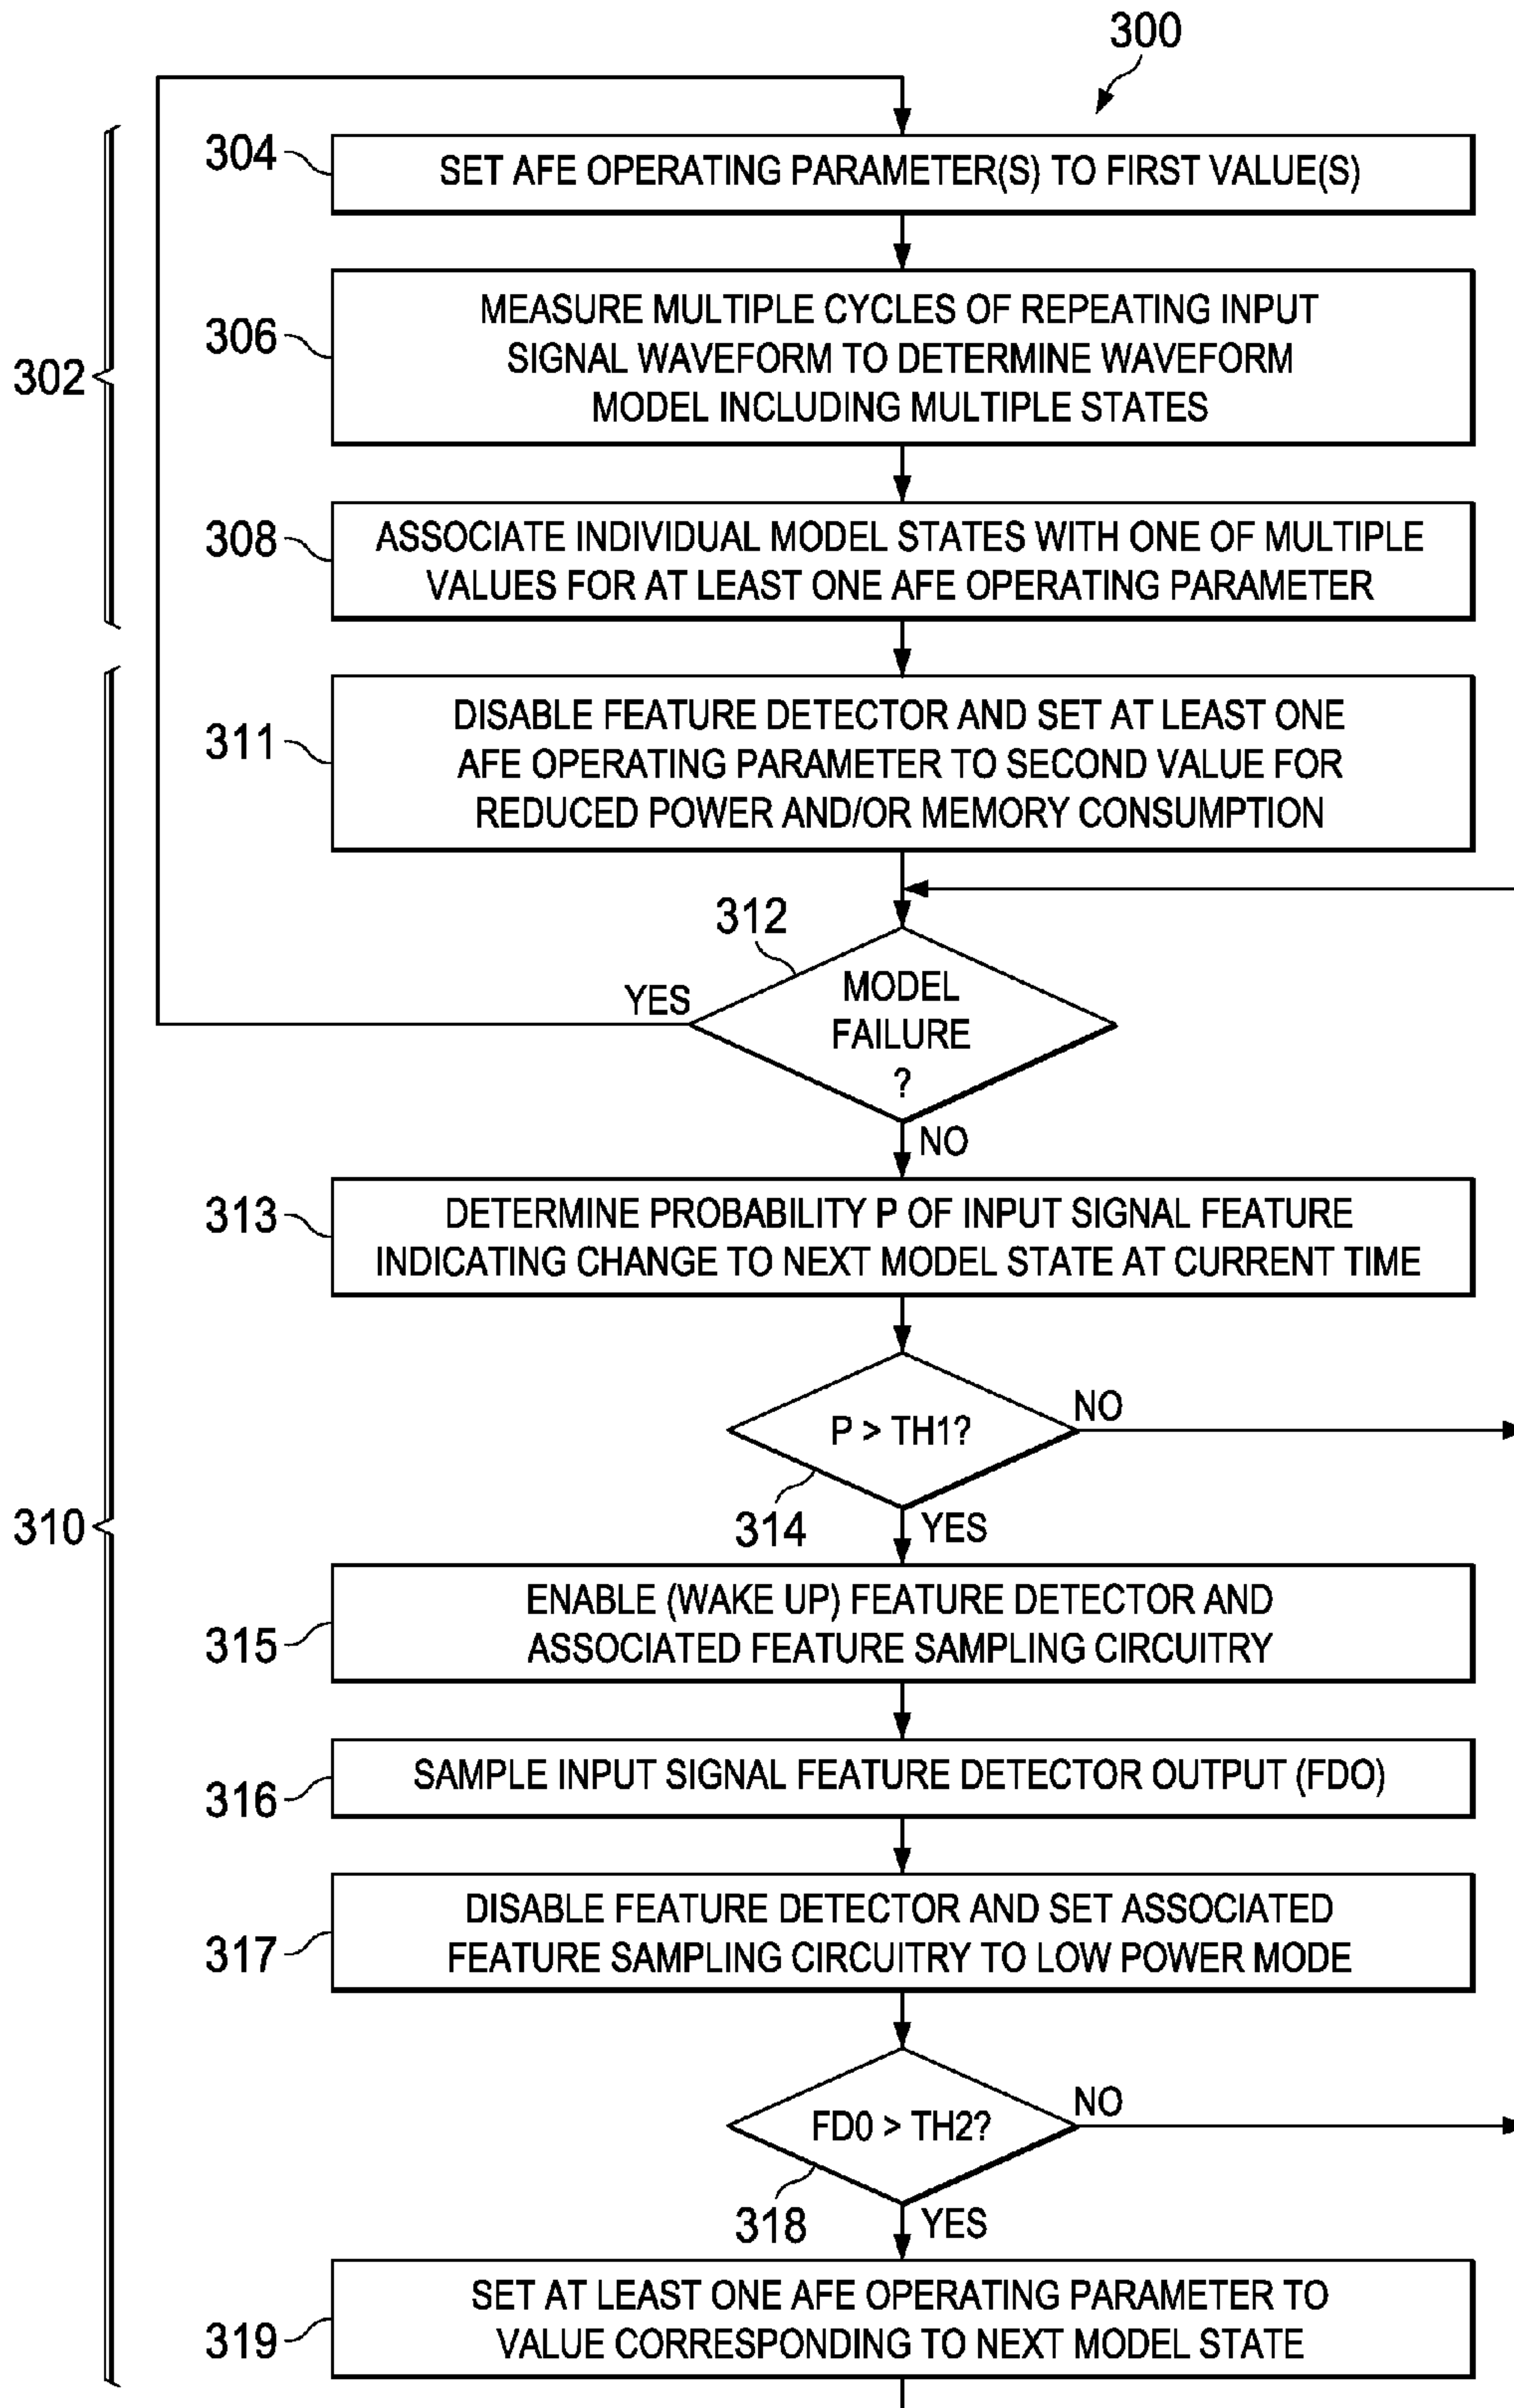 300
304
SET AFE OPERATING PARAMETER(S) TO FIRST VALUE(S)
302
306
MEASURE MULTIPLE CYCLES OF REPEATING INPUT
SIGNAL WAVEFORM TO DETERMINE WAVEFORM
MODEL INCLUDING MULTIPLE STATES
308
ASSOCIATE INDIVIDUAL MODEL STATES WITH ONE OF MULTIPLE
VALUES FOR AT LEAST ONE AFE OPERATING PARAMETER
311
DISABLE FEATURE DETECTOR AND SET AT LEAST ONE
AFE OPERATING PARAMETER TO SECOND VALUE FOR
REDUCED POWER AND/OR MEMORY CONSUMPTION
312
MODEL
FAILURE
?
YES
NO
313
DETERMINE PROBABILITY P OF INPUT SIGNAL FEATURE
INDICATING CHANGE TO NEXT MODEL STATE AT CURRENT TIME
P > TH1?
NO
314
YES
310
315
ENABLE (WAKE UP) FEATURE DETECTOR AND
ASSOCIATED FEATURE SAMPLING CIRCUITRY
316
SAMPLE INPUT SIGNAL FEATURE DETECTOR OUTPUT (FDO)
317
DISABLE FEATURE DETECTOR AND SET ASSOCIATED
FEATURE SAMPLING CIRCUITRY TO LOW POWER MODE
FD0 > TH2?
NO
318
YES
319
SET AT LEAST ONE AFE OPERATING PARAMETER TO
VALUE CORRESPONDING TO NEXT MODEL STATE